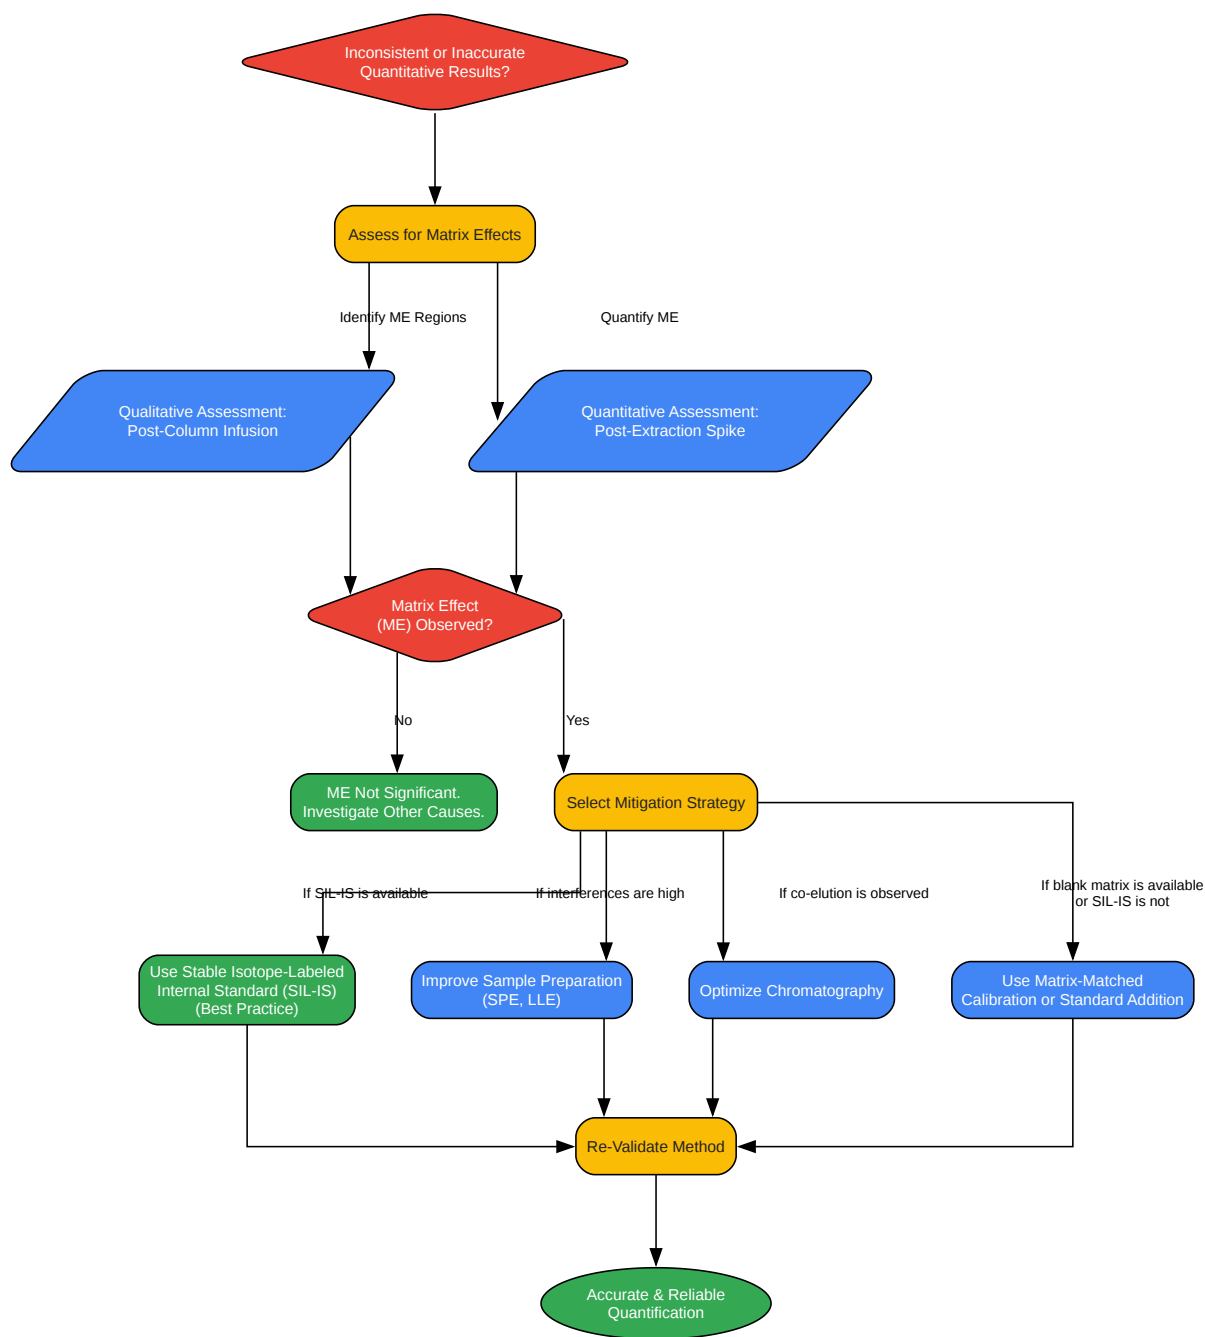 Inconsistent or Inaccurate
Quantitative Results?
Assess for Matrix Effects
Identify ME Regions
Quantify ME
Qualitative Assessment:
Post-Column Infusion
Quantitative Assessment:
Post-Extraction Spike
Matrix Effect
(ME) Observed?
No
Yes
ME Not Significant.
Investigate Other Causes.
Select Mitigation Strategy
If SIL-IS is available
If interferences are high
If co-elution is observed
If blank matrix is available
or SIL-IS is not
Use Stable Isotope-Labeled
Internal Standard (SIL-IS)
(Best Practice)
Improve Sample Preparation
(SPE, LLE)
Optimize Chromatography
Use Matrix-Matched
Calibration or Standard Addition
Re-Validate Method
Accurate & Reliable
Quantification